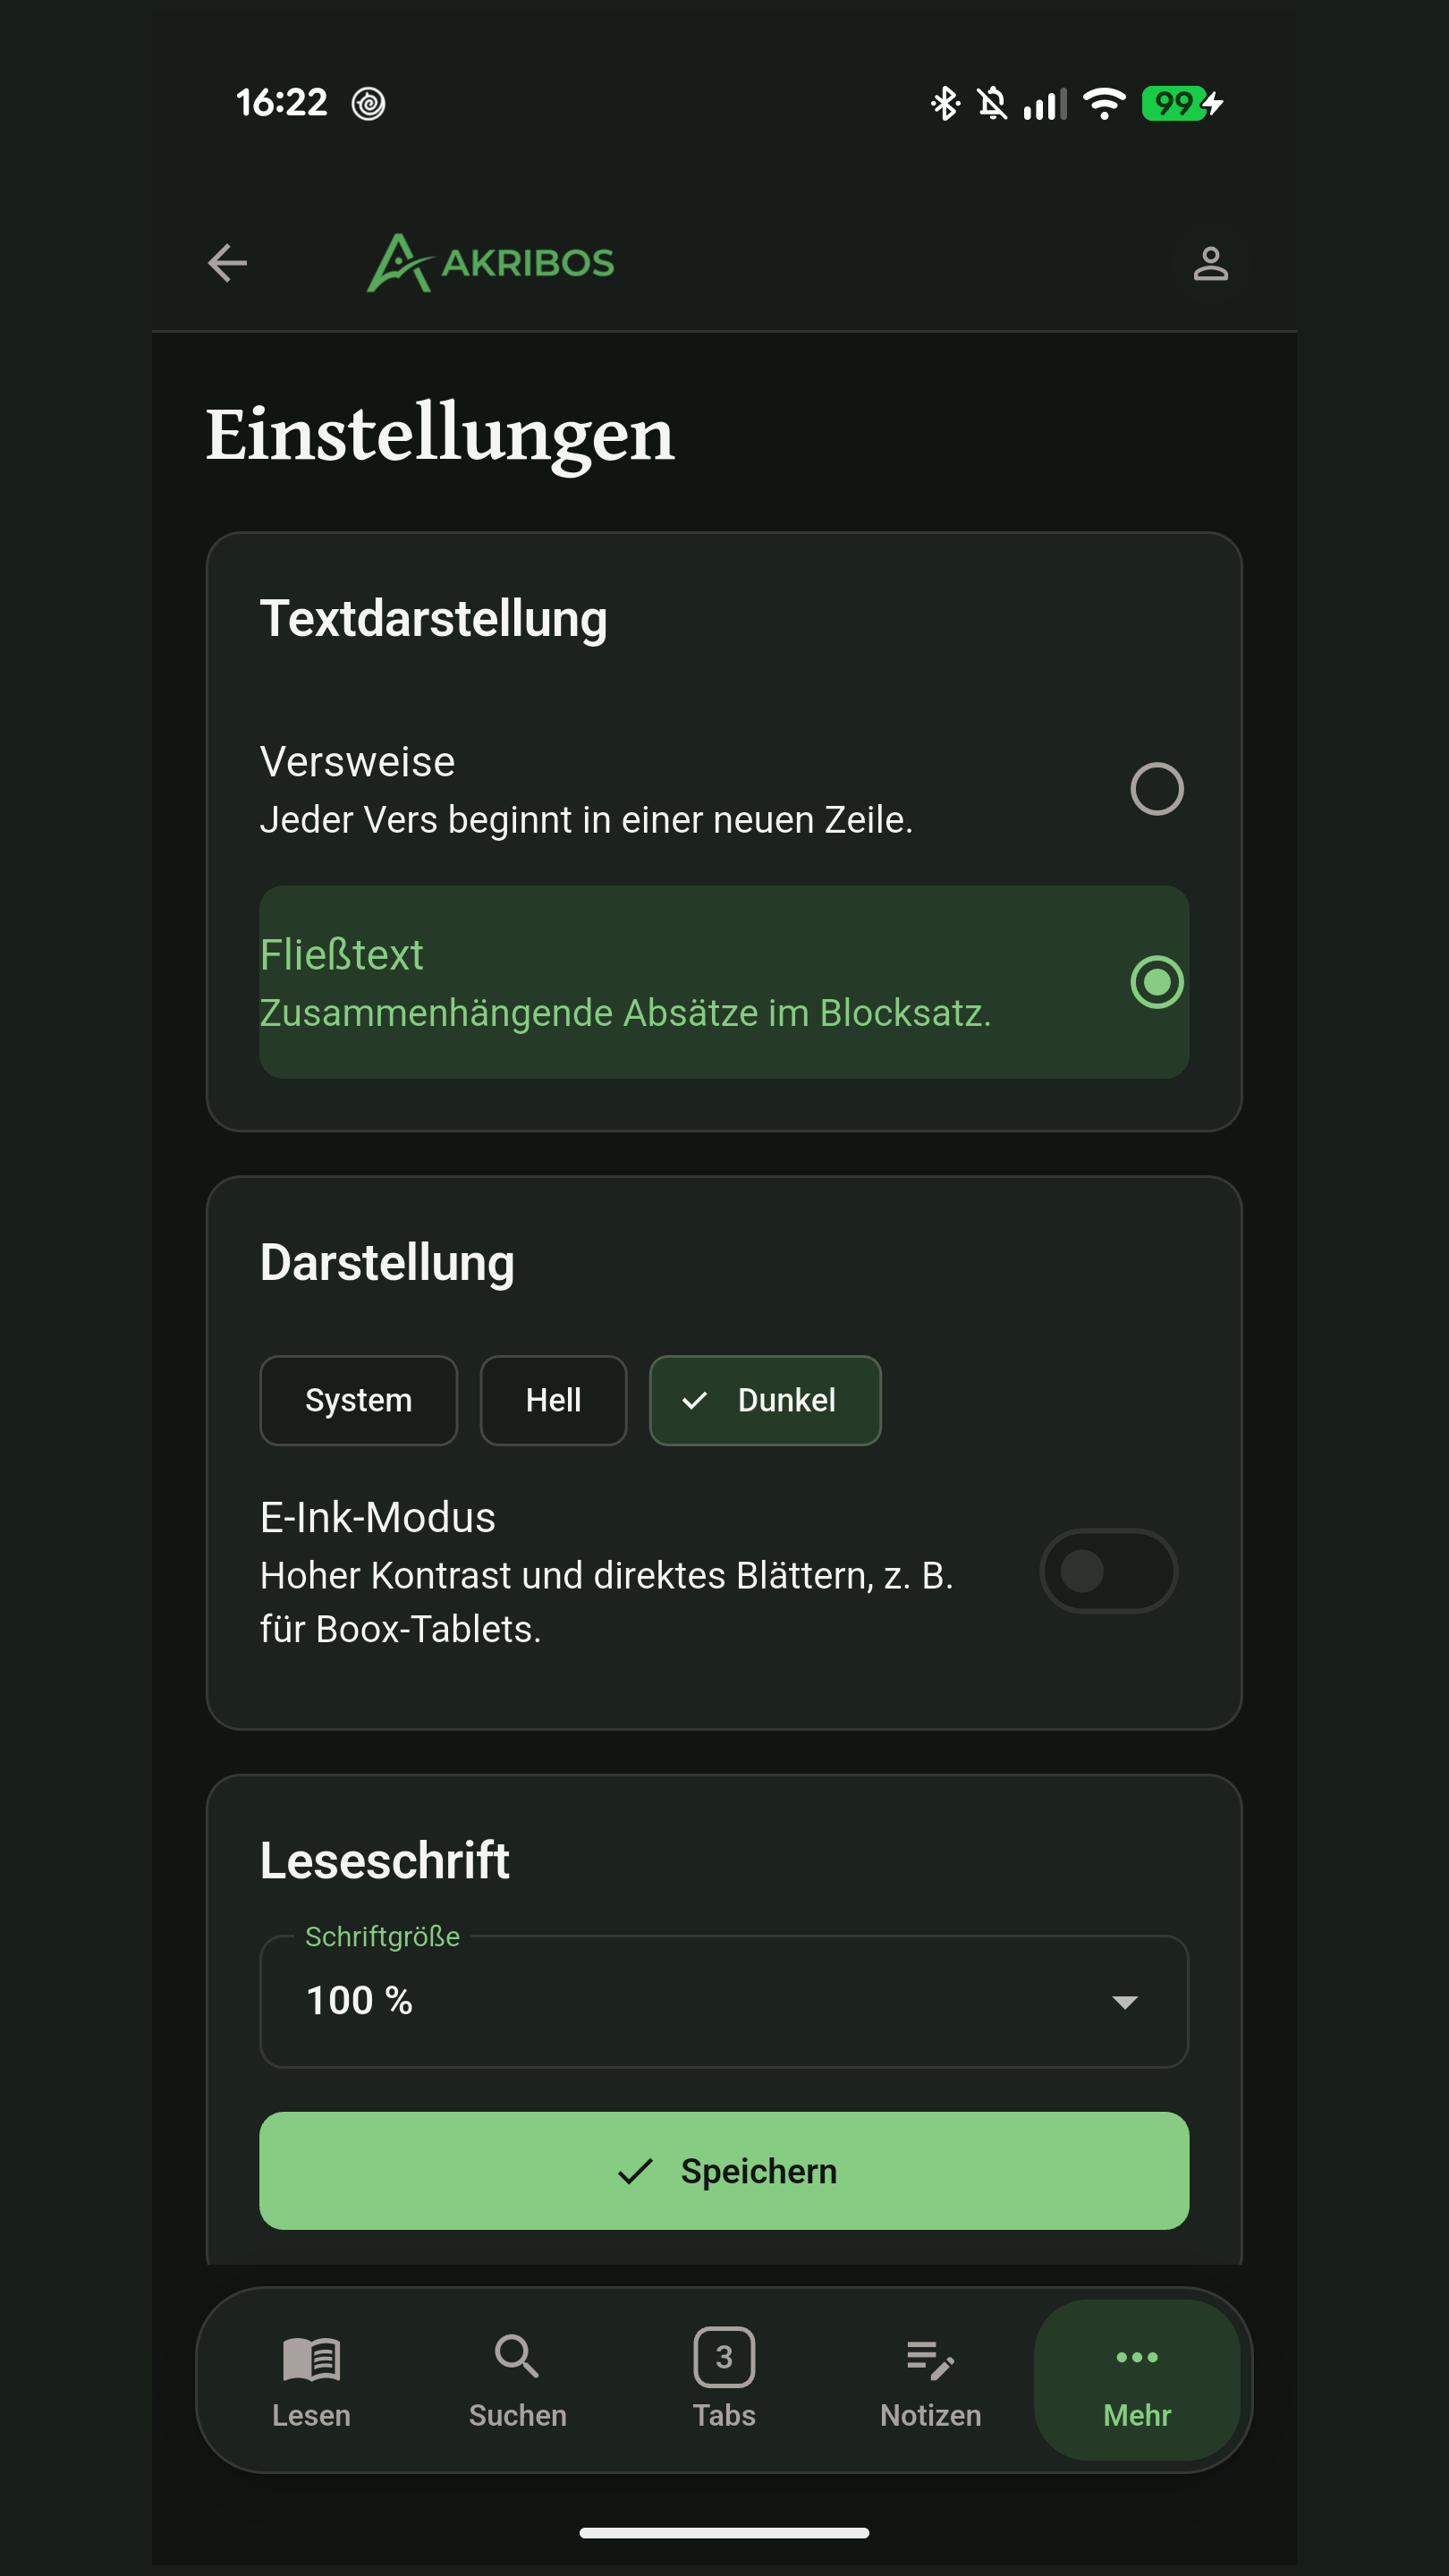 16:22
99
AKRIBOS
Einstellungen
Textdarstellung
Versweise
Jeder Vers beginnt in einer neuen Zeile.
Fließtext
Zusammenhängende Absätze im Blocksatz.
Darstellung
System
Hell
Dunkel
E-Ink-Modus
Hoher Kontrast und direktes Blättern, z. B.
für Boox-Tablets.
Leseschrift
Schriftgröße
100 %
Speichern
3
Lesen
Suchen
Tabs
Notizen
Mehr